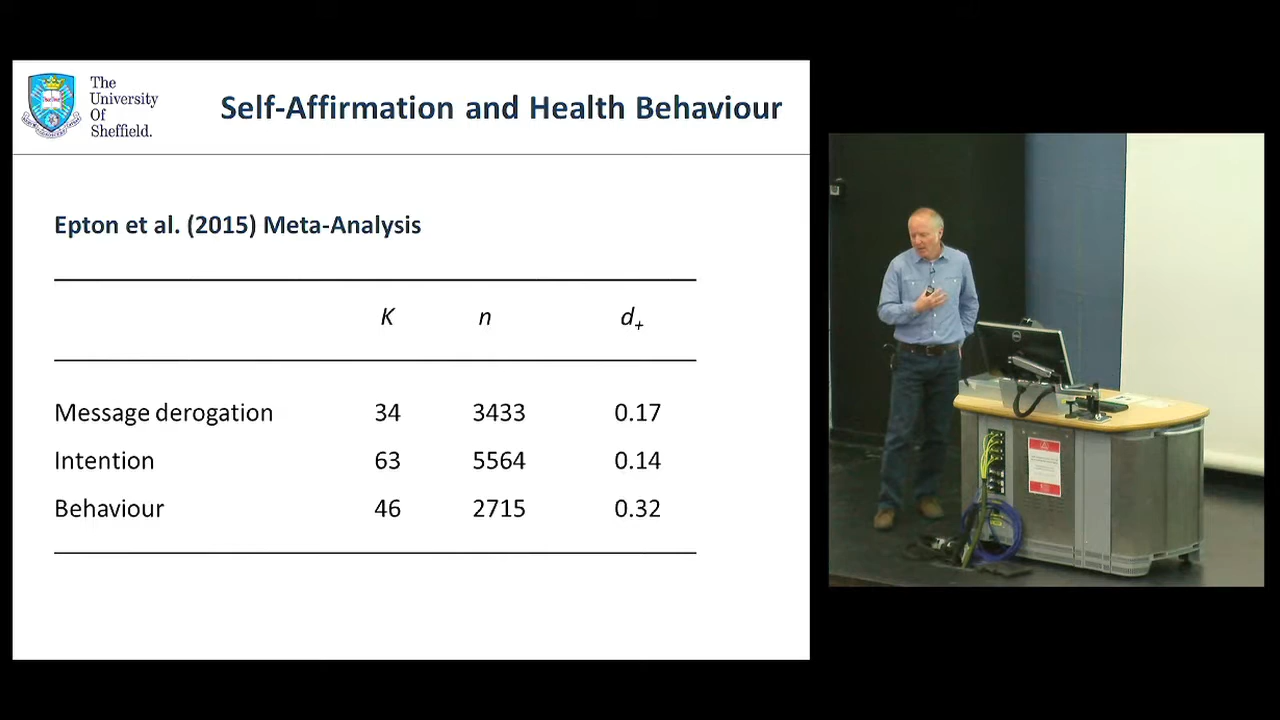 The
University
Of
Sheffield.
Self-Affirmation and Health Behaviour
Epton et al. (2015) Meta-Analysis
K n d+
Message derogation 34 3433 0.17
Intention 63 5564 0.14
Behaviour 46 2715 0.32